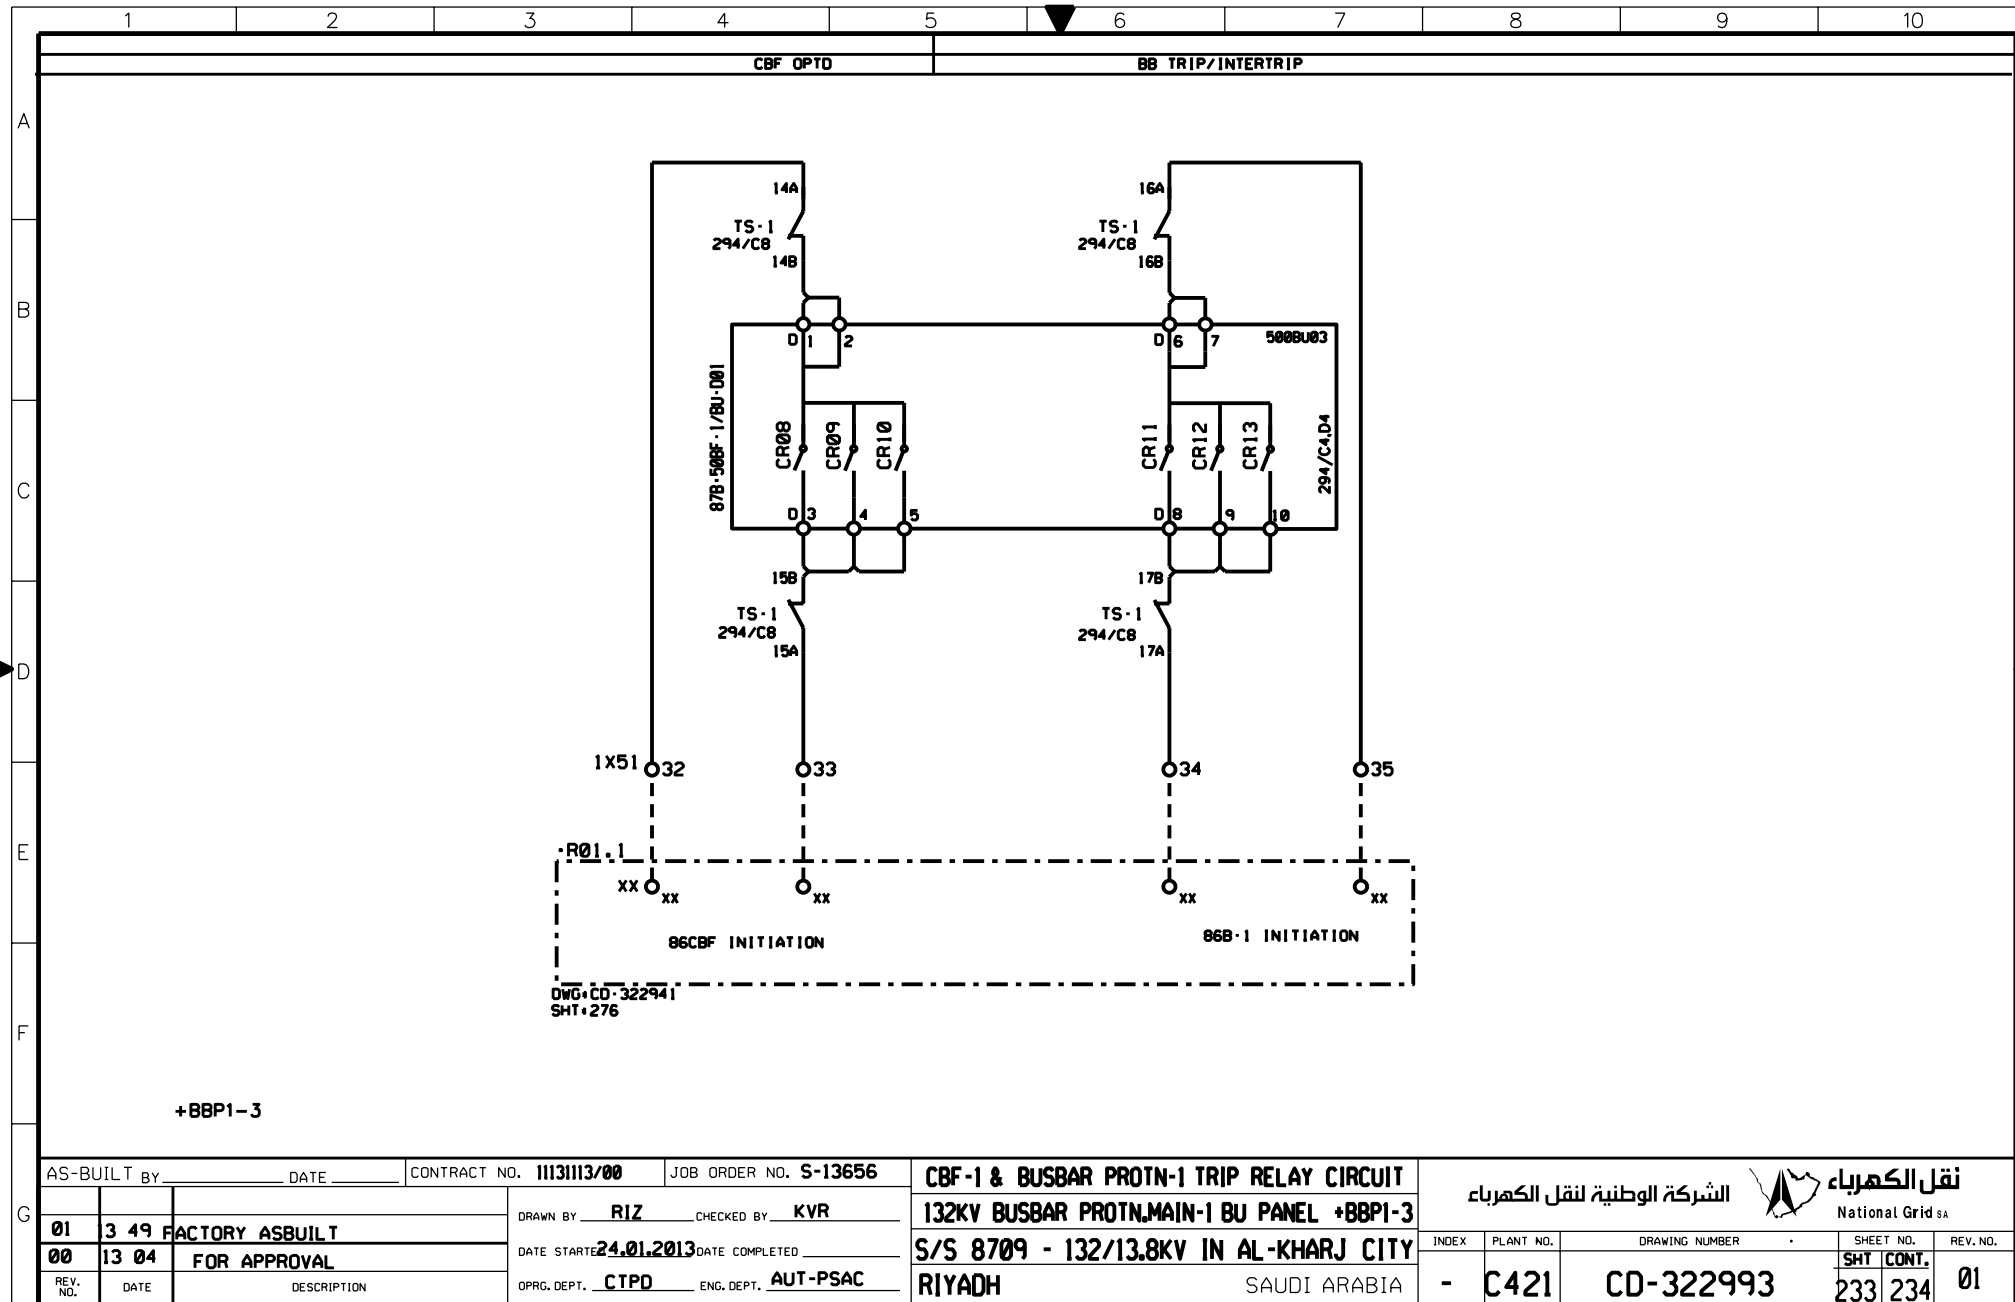 1 2 3 4 5 6 7 8 9 10
CBF OPTO BB TRIP/INTERTRIP
A
B
C
D
E
F
G
14A 16A
TS-1 TS-1
294/C8 294/C8
14B 16B
D 1 2 D 6 7 500BU03
87B-50BF-1/BU-D01
CR08 CR09 CR10 CR11 CR12 CR13
294/C4,D4
D 3 4 5 D 8 9 10
15B 17B
TS-1 TS-1
294/C8 294/C8
15A 17A
1X51 32 33 34 35
-R01.1
XX XX XX XX XX
86CBF INITIATION 86B-1 INITIATION
DWG:CD-322941
SHT:276
+BBP1-3
AS-BUILT BY DATE CONTRACT NO. 11131113/00 JOB ORDER NO. S-13656
01 13 49 FACTORY ASBUILT
00 13 04 FOR APPROVAL
REV. NO. DATE DESCRIPTION
DRAWN BY RIZ CHECKED BY KVR
DATE STARTE 24.01.2013 DATE COMPLETED
OPRG. DEPT. CTPD ENG. DEPT. AUT-PSAC
CBF-1 & BUSBAR PROTN-1 TRIP RELAY CIRCUIT
132KV BUSBAR PROTN.MAIN-1 BU PANEL +BBP1-3
S/S 8709 - 132/13.8KV IN AL-KHARJ CITY
RIYADH SAUDI ARABIA
الشركة الوطنية لنقل الكهرباء
نقل الكهرباء
National Grid SA
INDEX PLANT NO. DRAWING NUMBER SHEET NO. REV. NO.
SHT CONT.
- C421 CD-322993 233 234 01